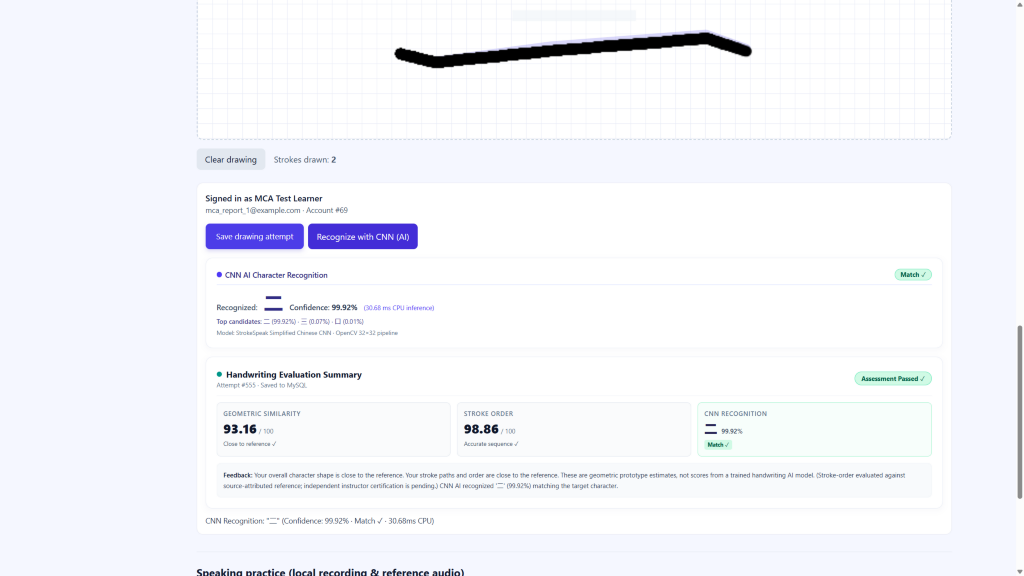 Clear drawing Strokes drawn: 2
Signed in as MCA Test Learner
mca_report_1@example.com · Account #69
Save drawing attempt Recognize with CNN (AI)
CNN AI Character Recognition Match ✓
Recognized: 二 Confidence: 99.92% (30.68 ms CPU inference)
Top candidates: 二 (99.92%) · 三 (0.07%) · 口 (0.01%)
Model: StrokeSpeak Simplified Chinese CNN · OpenCV 32×32 pipeline
Handwriting Evaluation Summary Assessment Passed ✓
Attempt #555 · Saved to MySQL
GEOMETRIC SIMILARITY
93.16 / 100
Close to reference ✓
STROKE ORDER
98.86 / 100
Accurate sequence ✓
CNN RECOGNITION
二 99.92%
Match ✓
Feedback: Your overall character shape is close to the reference. Your stroke paths and order are close to the reference. These are geometric prototype estimates, not scores from a trained handwriting AI model. (Stroke-order evaluated against
source-attributed reference; independent instructor certification is pending.) CNN AI recognized '二' (99.92%) matching the target character.
CNN Recognition: "二" (Confidence: 99.92% · Match ✓ · 30.68ms CPU)
Speaking practice (local recording & reference audio)